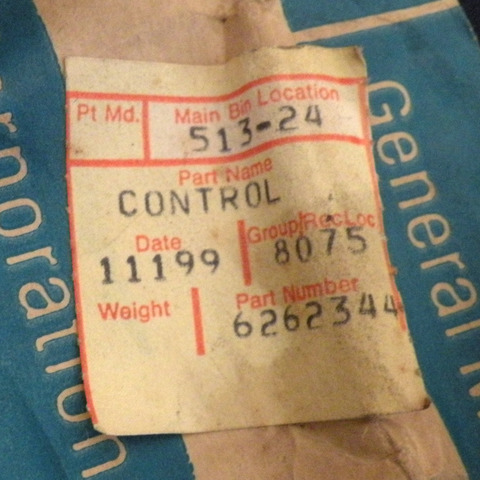 Pt Md.
Main Bin Location
513-24
Part Name
CONTROL
Date
Group/RecLoc
11199
8075
Weight
Part Number
6262344
General M
rporation